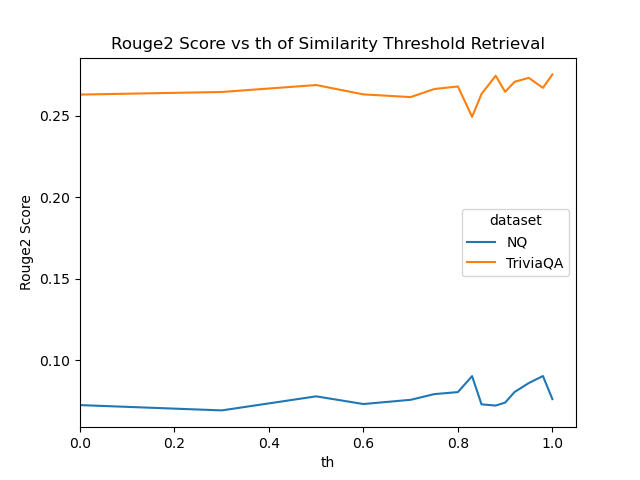 Rouge2 Score vs th of Similarity Threshold Retrieval
Rouge2 Score
0.25
0.20
0.15
0.10
dataset
NQ
TriviaQA
0.0 0.2 0.4 0.6 0.8 1.0
th